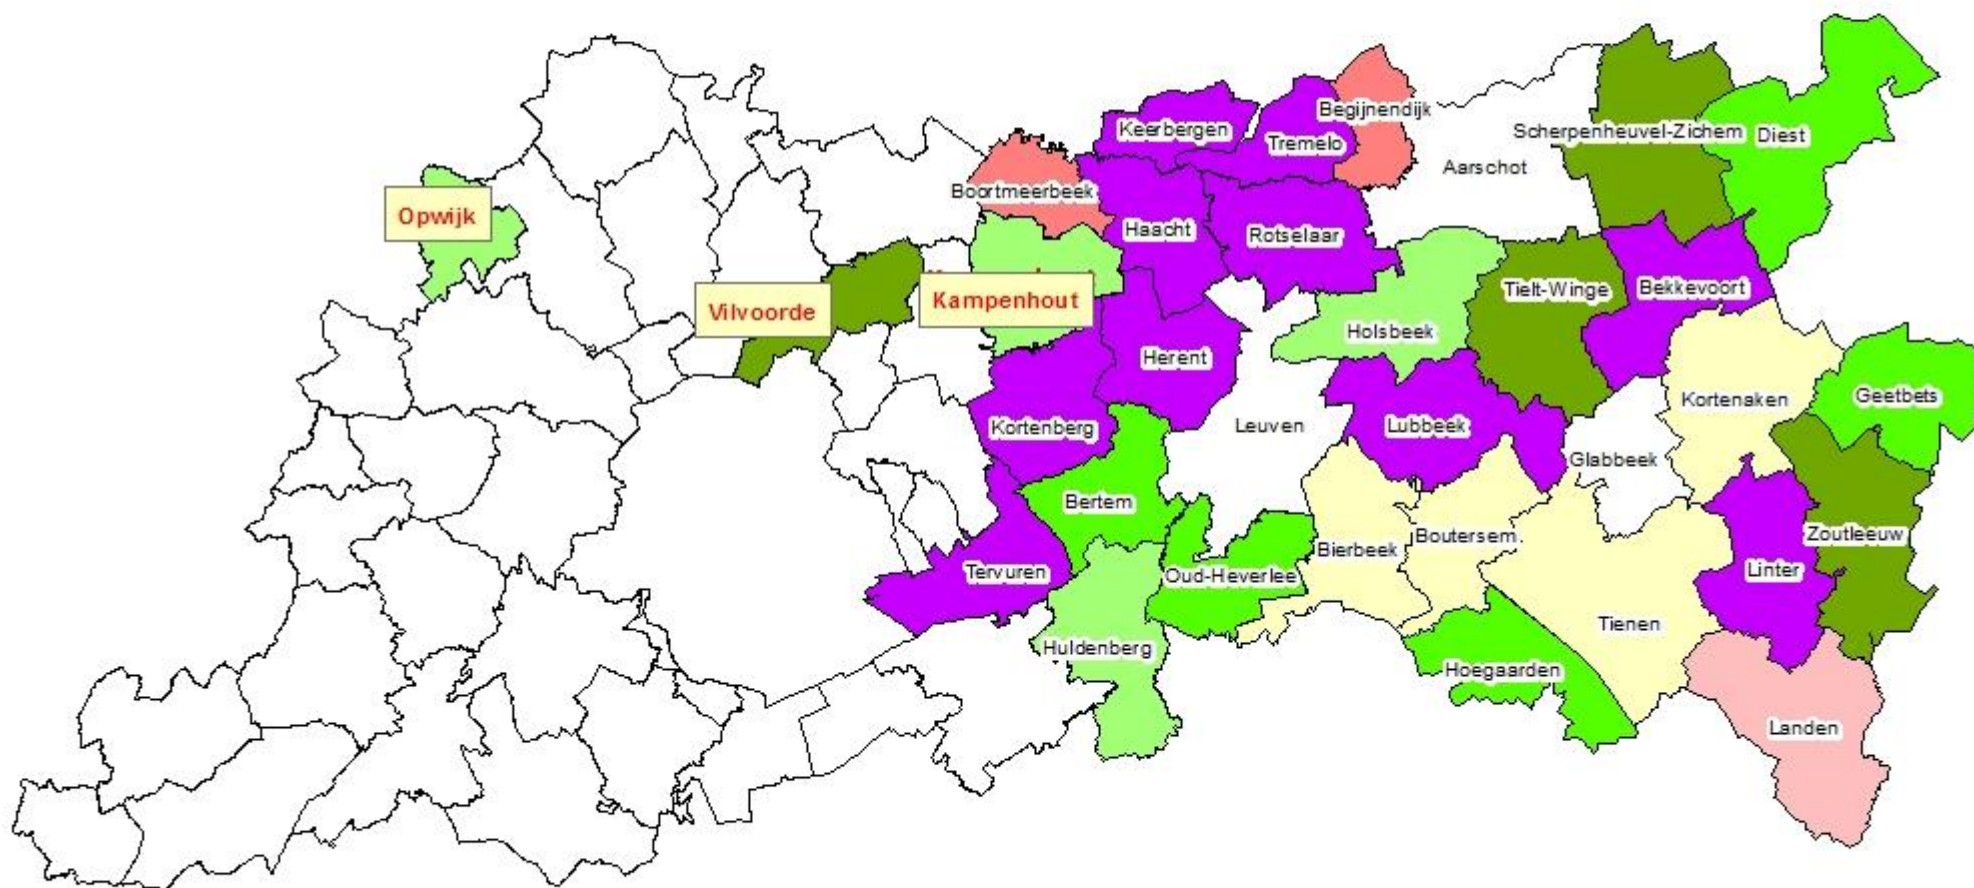 Begijnendijk
Keerbergen
Tremelo
Scherpenheuvel-Zichem
Diest
Aarschot
Boortmeerbeek
Opwijk
Haacht
Rotselaar
Tielt-Winge
Bekkevoort
Kampenhout
Vilvoorde
Holsbeek
Herent
Geetbets
Kortenaken
Kortenberg
Leuven
Lubbeek
Glabbeek
Bertem
Zoutleeuw
Boutersem
Bierbeek
Tervuren
Oud-Heverlee
Linter
Tienen
Huldenberg
Hoegaarden
Landen